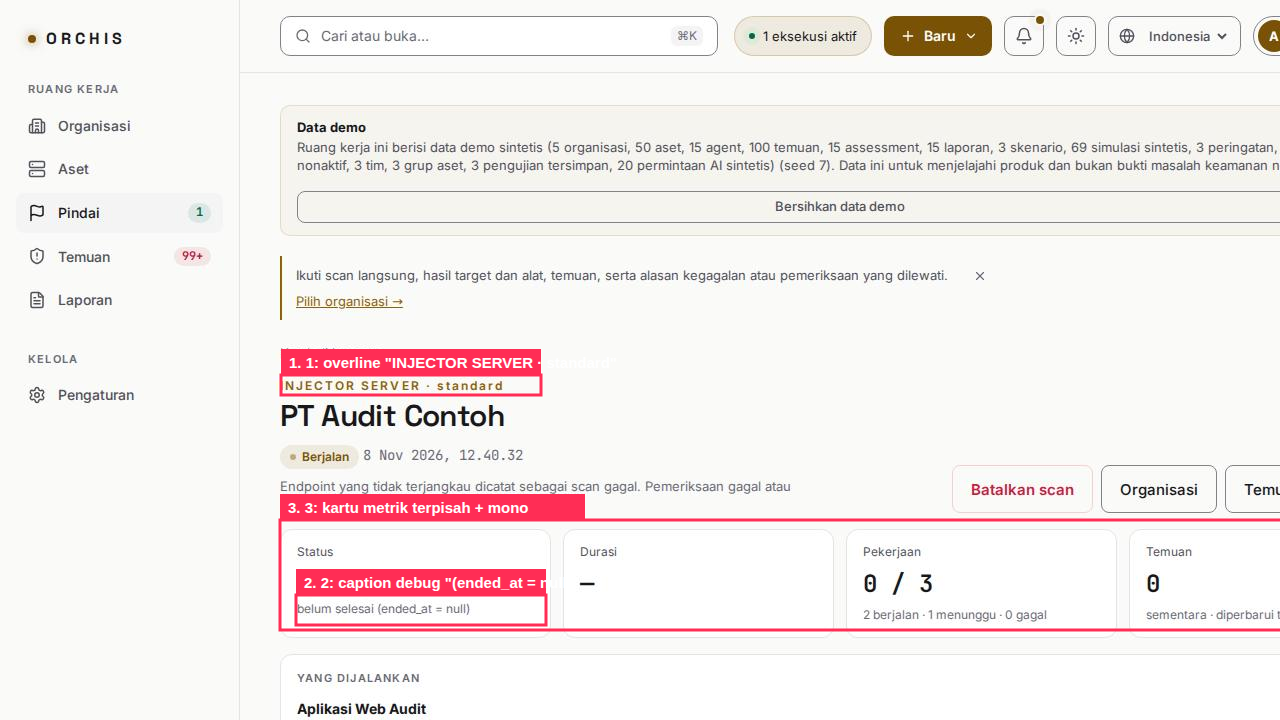 ORCHIS
Cari atau buka...
⌘K
1 eksekusi aktif
Baru
Indonesia
A
RUANG KERJA
Organisasi
Aset
Pindai
1
Temuan
99+
Laporan
KELOLA
Pengaturan
Data demo
Ruang kerja ini berisi data demo sintetis (5 organisasi, 50 aset, 15 agent, 100 temuan, 15 assessment, 15 laporan, 3 skenario, 69 simulasi sintetis, 3 peringatan,
nonaktif, 3 tim, 3 grup aset, 3 pengujian tersimpan, 20 permintaan AI sintetis) (seed 7). Data ini untuk menjelajahi produk dan bukan bukti masalah keamanan n
Bersihkan data demo
Ikuti scan langsung, hasil target dan alat, temuan, serta alasan kegagalan atau pemeriksaan yang dilewati.
Pilih organisasi →
1. 1: overline "INJECTOR SERVER · standard"
INJECTOR SERVER · standard
PT Audit Contoh
Berjalan
8 Nov 2026, 12.40.32
Endpoint yang tidak terjangkau dicatat sebagai scan gagal. Pemeriksaan gagal atau
Batalkan scan
Organisasi
Temu
3. 3: kartu metrik terpisah + mono
Status
2. 2: caption debug "(ended_at = n
belum selesai (ended_at = null)
Durasi
—
Pekerjaan
0 / 3
2 berjalan · 1 menunggu · 0 gagal
Temuan
0
sementara · diperbarui t
YANG DIJALANKAN
Aplikasi Web Audit